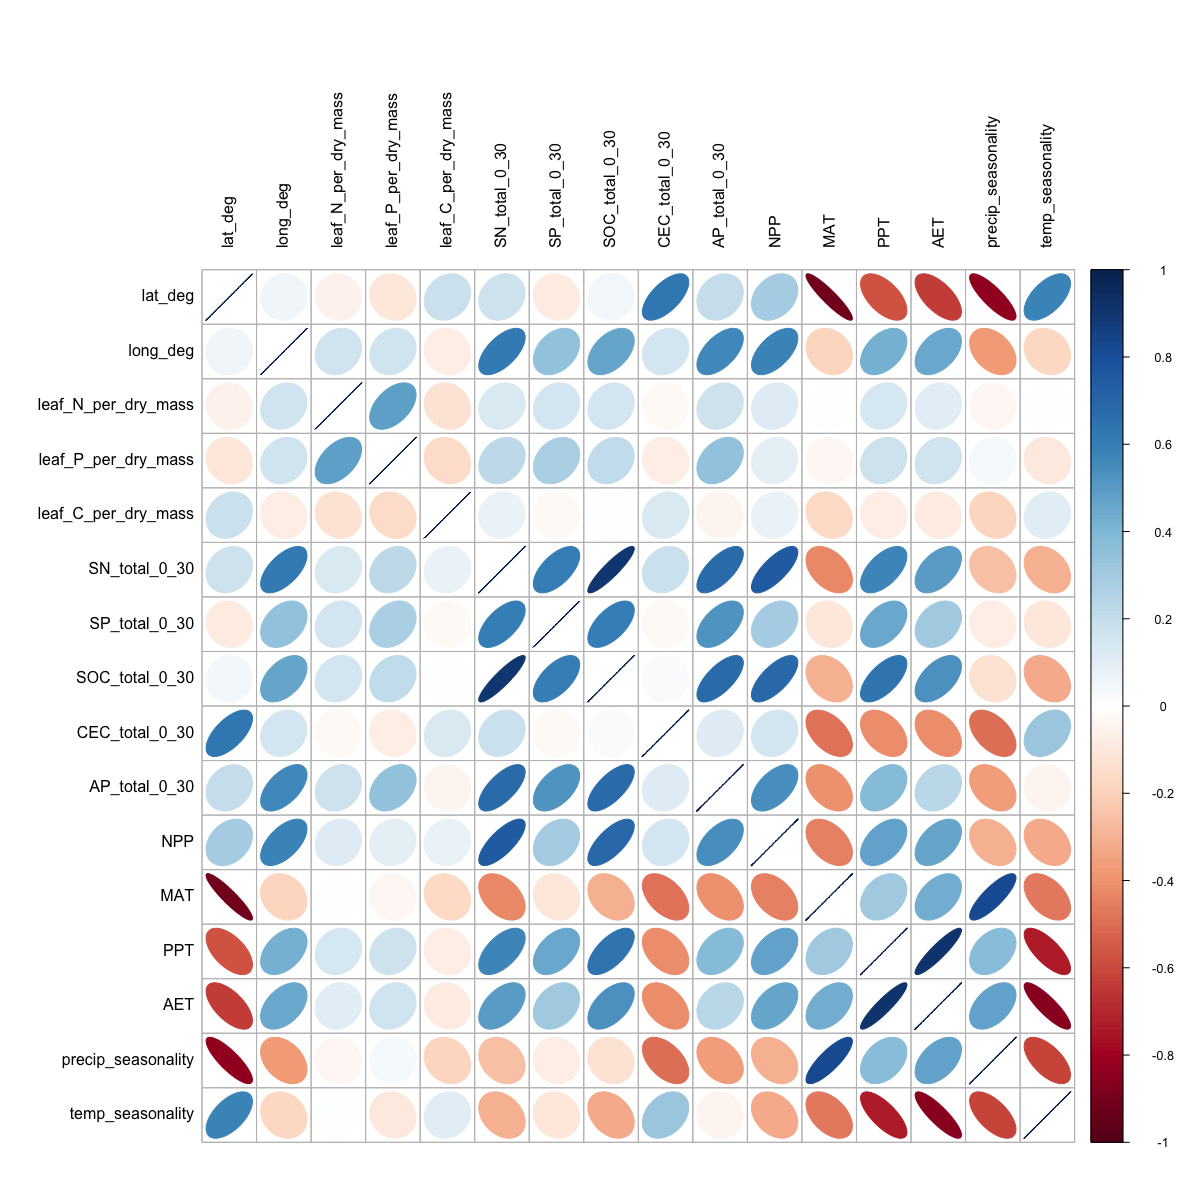 lat_deg
long_deg
leaf_N_per_dry_mass
leaf_P_per_dry_mass
leaf_C_per_dry_mass
SN_total_0_30
SP_total_0_30
SOC_total_0_30
CEC_total_0_30
AP_total_0_30
NPP
MAT
PPT
AET
precip_seasonality
temp_seasonality
lat_deg
long_deg
leaf_N_per_dry_mass
leaf_P_per_dry_mass
leaf_C_per_dry_mass
SN_total_0_30
SP_total_0_30
SOC_total_0_30
CEC_total_0_30
AP_total_0_30
NPP
MAT
PPT
AET
precip_seasonality
temp_seasonality
1
0.8
0.6
0.4
0.2
0
-0.2
-0.4
-0.6
-0.8
-1